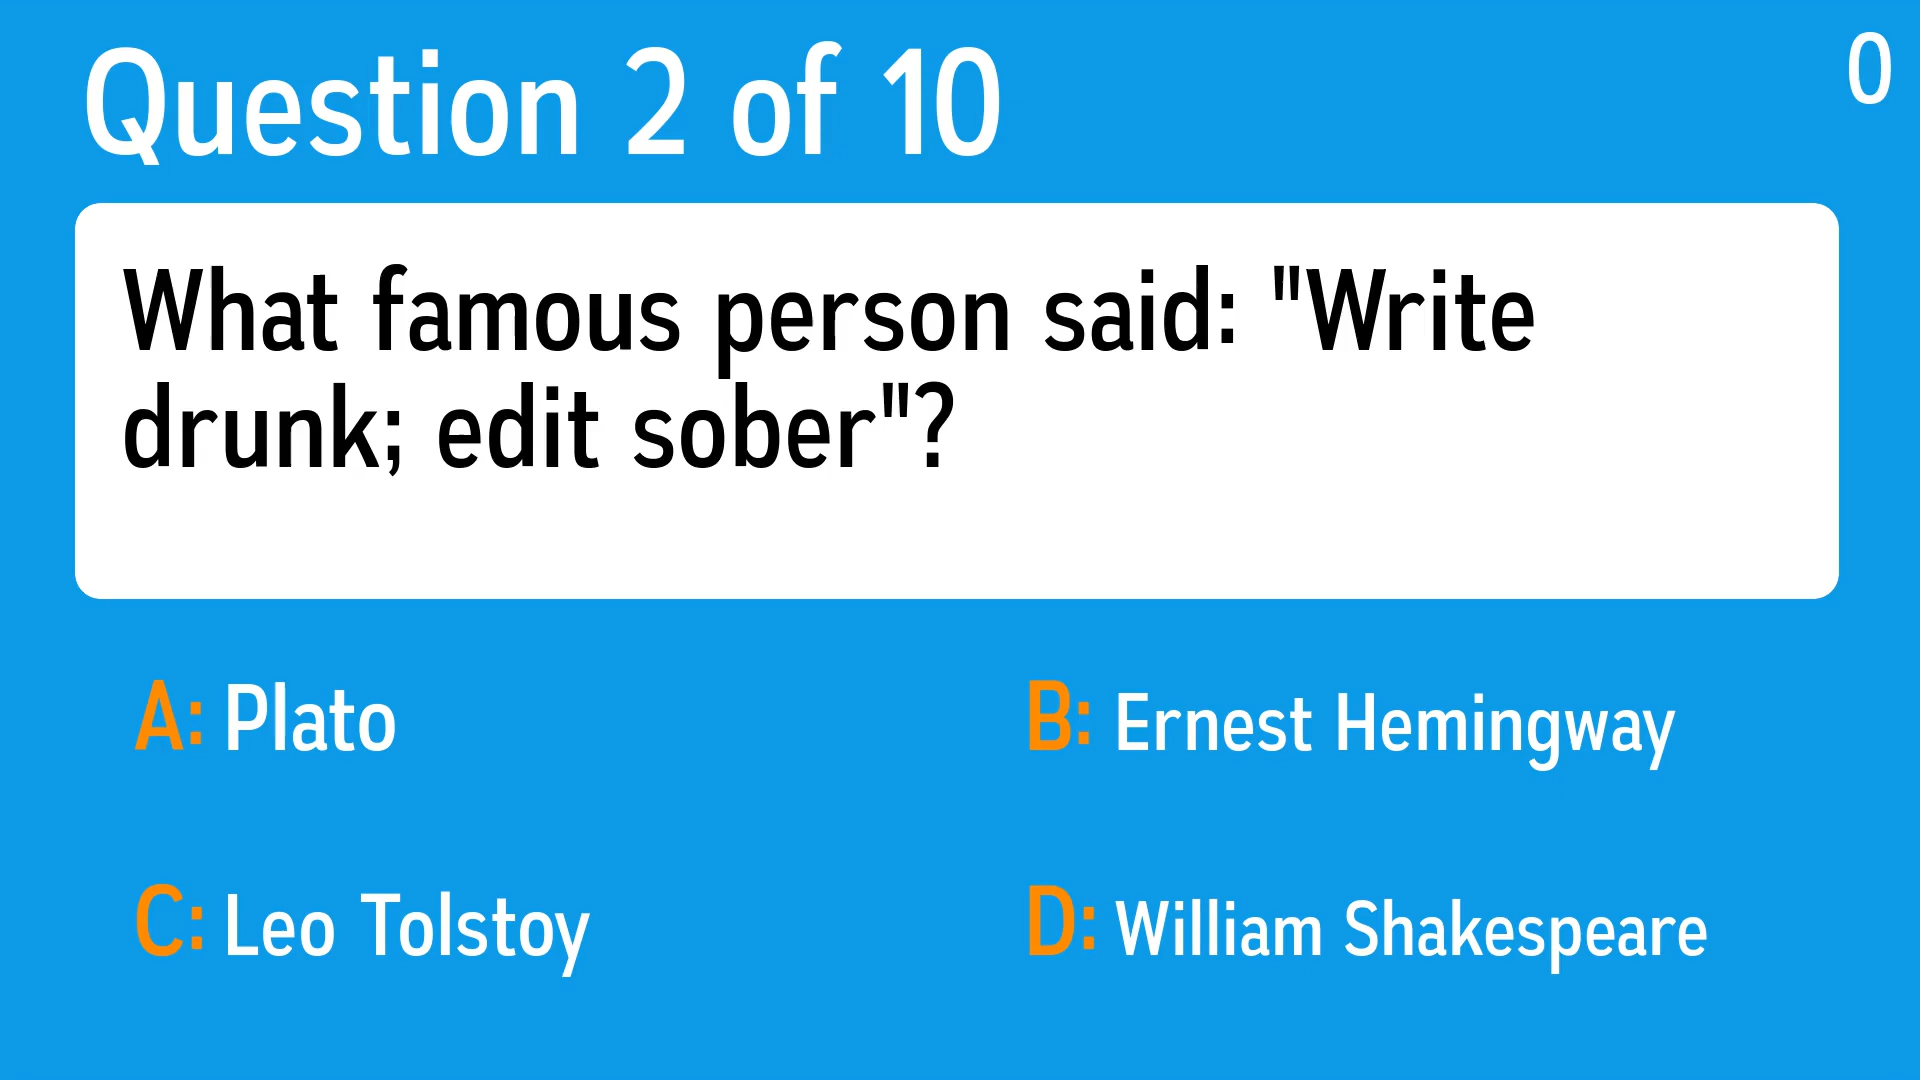 Question 2 of 10
0
What famous person said: "Write
drunk; edit sober"?
A: Plato
B: Ernest Hemingway
C: Leo Tolstoy
D: William Shakespeare